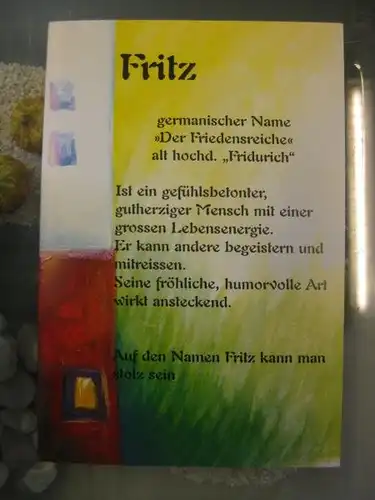 Fritz
germanischer Name
»Der Friedensreiche«
alt hochd. „Fridurich“
Ist ein gefühlsbetonter,
gutherziger Mensch mit einer
grossen Lebensenergie.
Er kann andere begeistern und
mitreissen.
Seine fröhliche, humorvolle Art
wirkt ansteckend.
Auf den Namen Fritz kann man
stolz sein